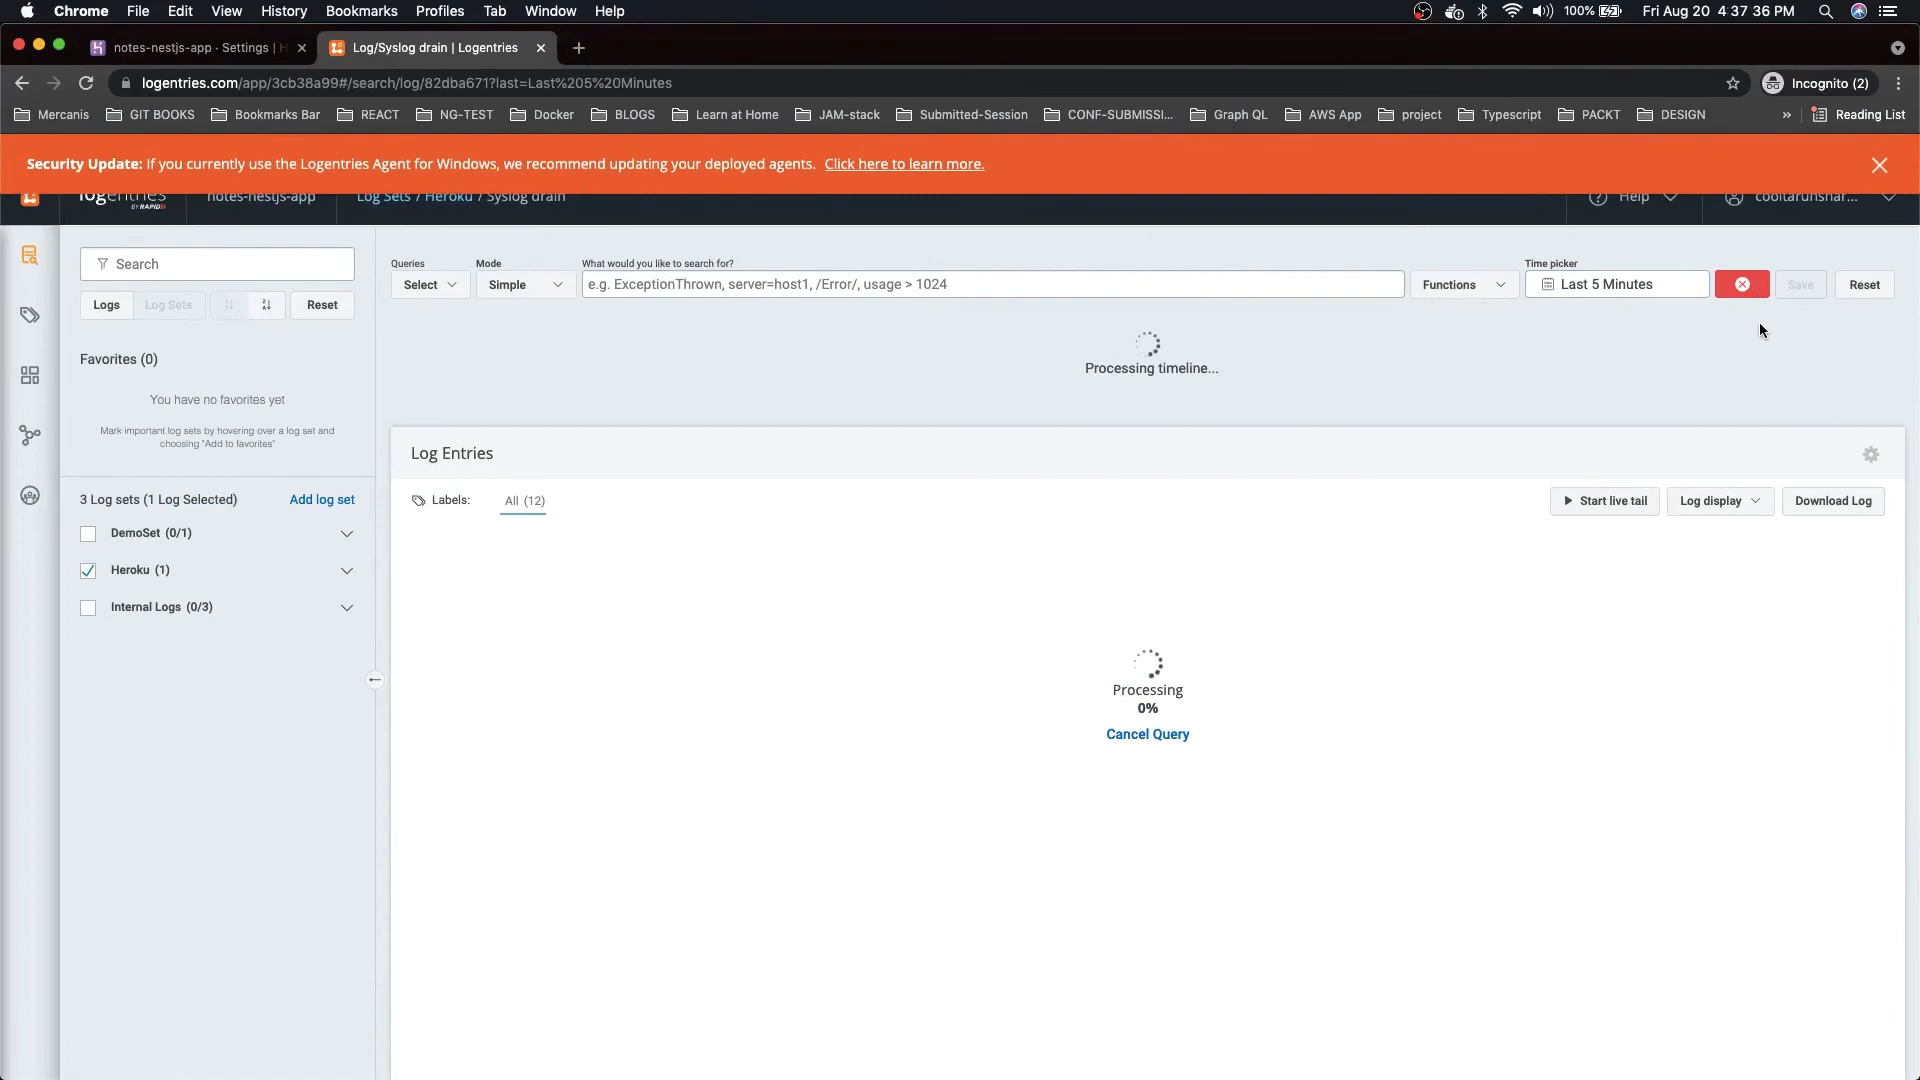 Chrome File Edit View History Bookmarks Profiles Tab Window Help 100% Fri Aug 20 4:37:36 PM
notes-nestjs-app · Settings | H Log/Syslog drain | Logentries
logentries.com/app/3cb38a99#/search/log/82dba671?last=Last%205%20Minutes Incognito (2)
Mercanis GIT BOOKS Bookmarks Bar REACT NG-TEST Docker BLOGS Learn at Home JAM-stack Submitted-Session CONF-SUBMISSI... Graph QL AWS App project Typescript PACKT DESIGN » Reading List
Security Update: If you currently use the Logentries Agent for Windows, we recommend updating your deployed agents. Click here to learn more.
logentries notes-nestjs-app Log Sets / Heroku / Syslog drain Help cooltarunshar...
BY RAPID7
Search
Logs Log Sets Reset
Favorites (0)
You have no favorites yet
Mark important log sets by hovering over a log set and
choosing "Add to favorites"
3 Log sets (1 Log Selected) Add log set
DemoSet (0/1)
Heroku (1)
Internal Logs (0/3)
Queries Mode What would you like to search for? Time picker
Select Simple e.g. ExceptionThrown, server=host1, /Error/, usage > 1024 Functions Last 5 Minutes Save Reset
Processing timeline...
Log Entries
Labels: All (12) Start live tail Log display Download Log
Processing
0%
Cancel Query